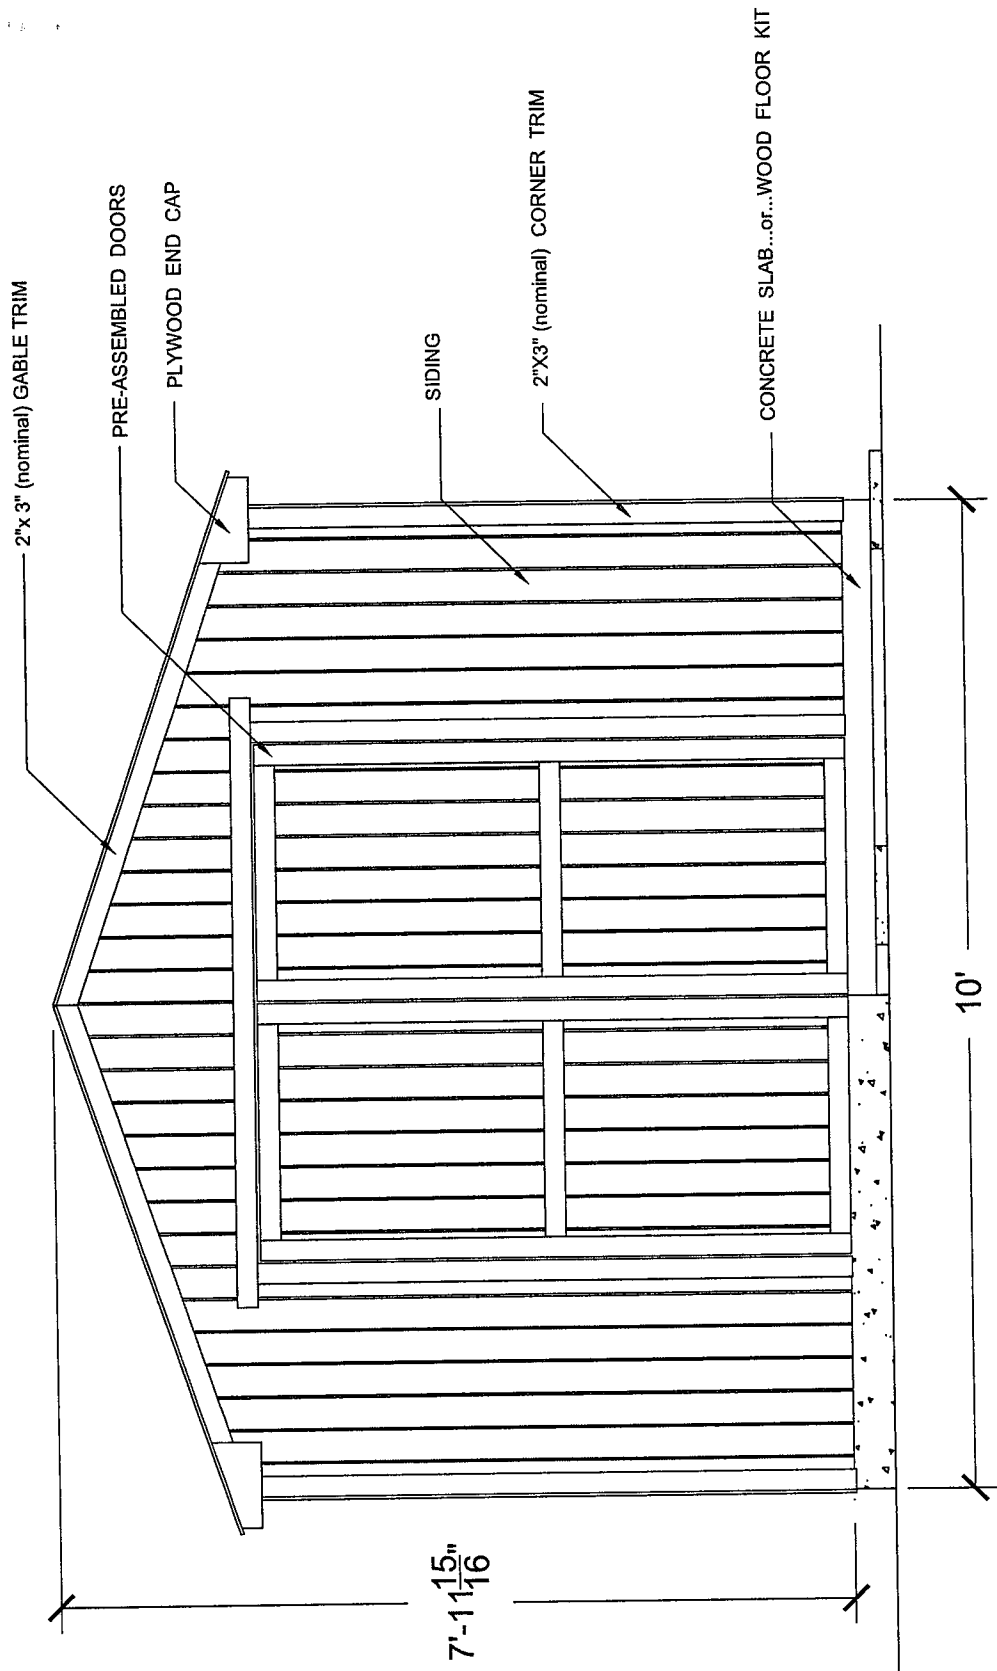 2"x 3" (nominal) GABLE TRIM
PRE-ASSEMBLED DOORS
PLYWOOD END CAP
SIDING
2"X3" (nominal) CORNER TRIM
CONCRETE SLAB...or...WOOD FLOOR KIT
7'-11 15/16"
10'